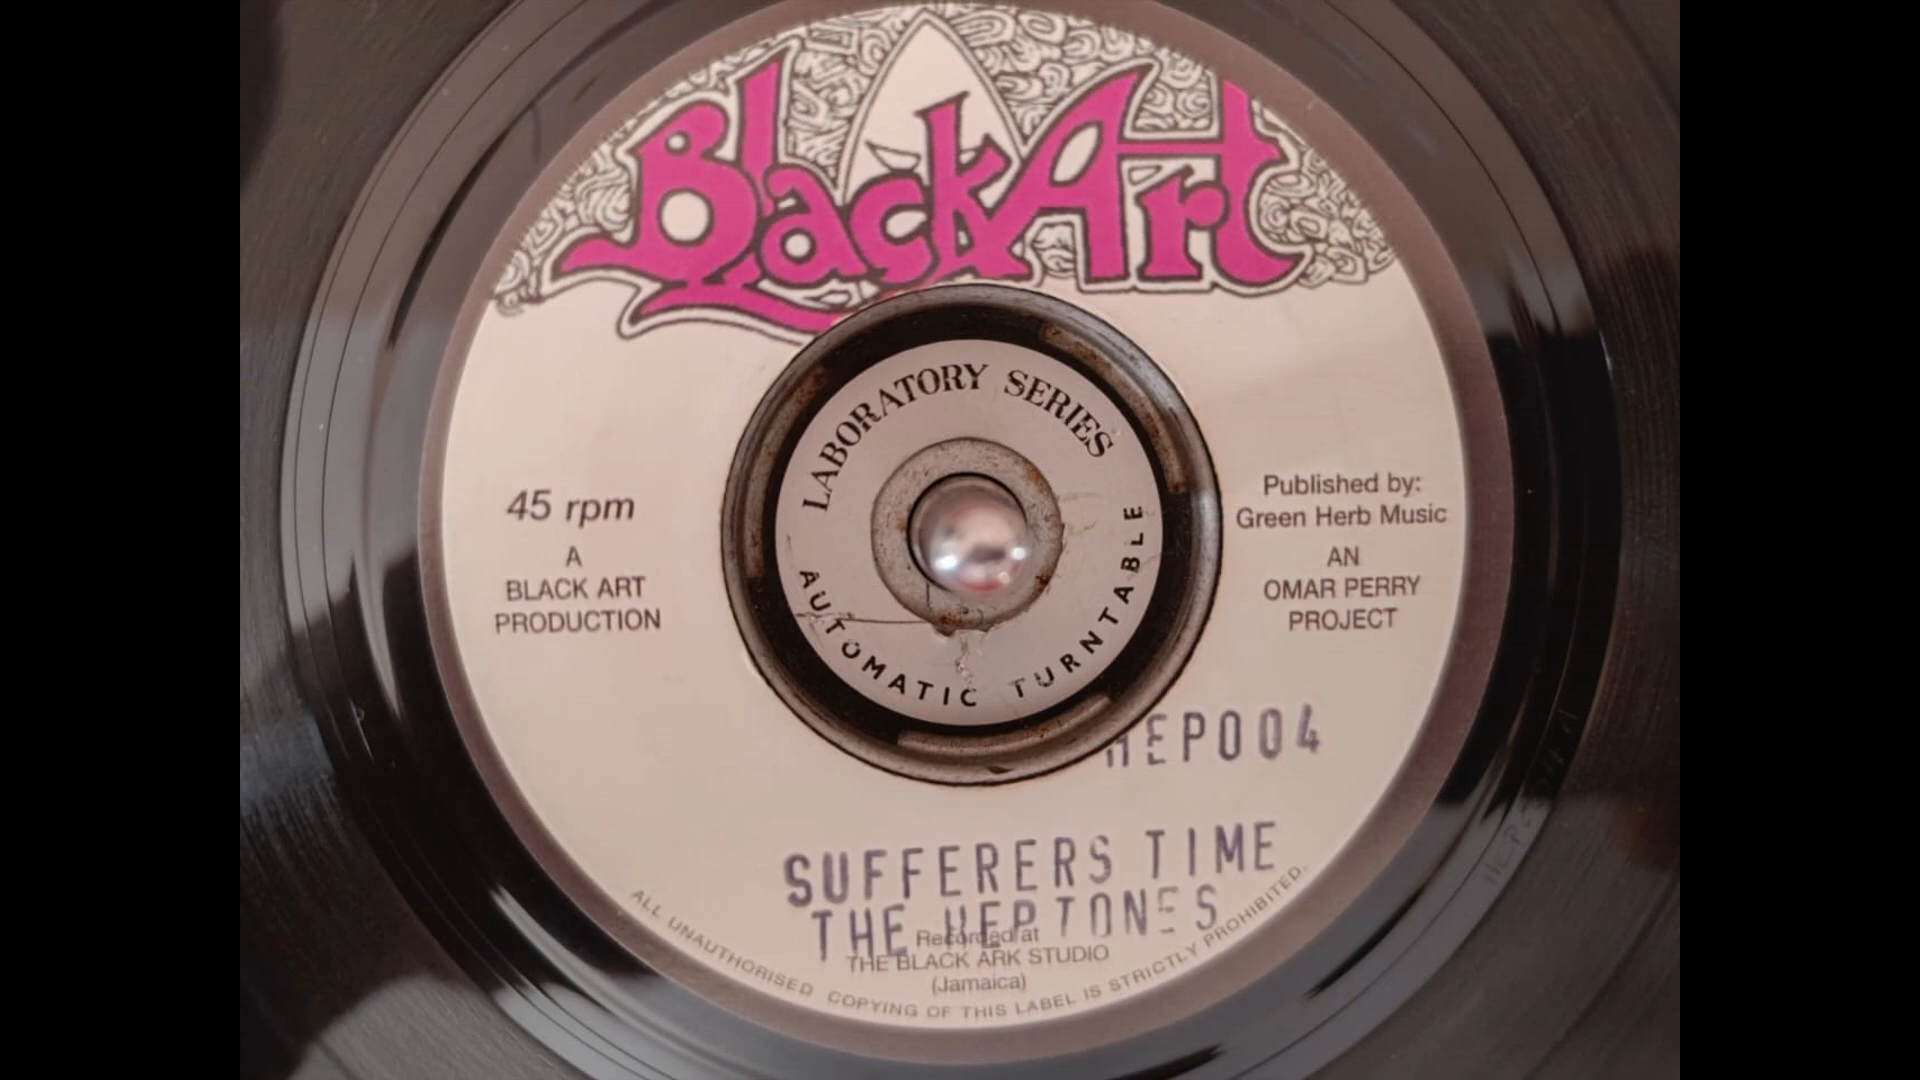 Black Art
LABORATORY SERIES
AUTOMATIC TURNTABLE
45 rpm
A
BLACK ART
PRODUCTION
Published by:
Green Herb Music
AN
OMAR PERRY
PROJECT
HEP004
SUFFERERS TIME
THE HEPTONES
Recorded at
THE BLACK ARK STUDIO
(Jamaica)
ALL UNAUTHORISED COPYING OF THIS LABEL IS STRICTLY PROHIBITED.